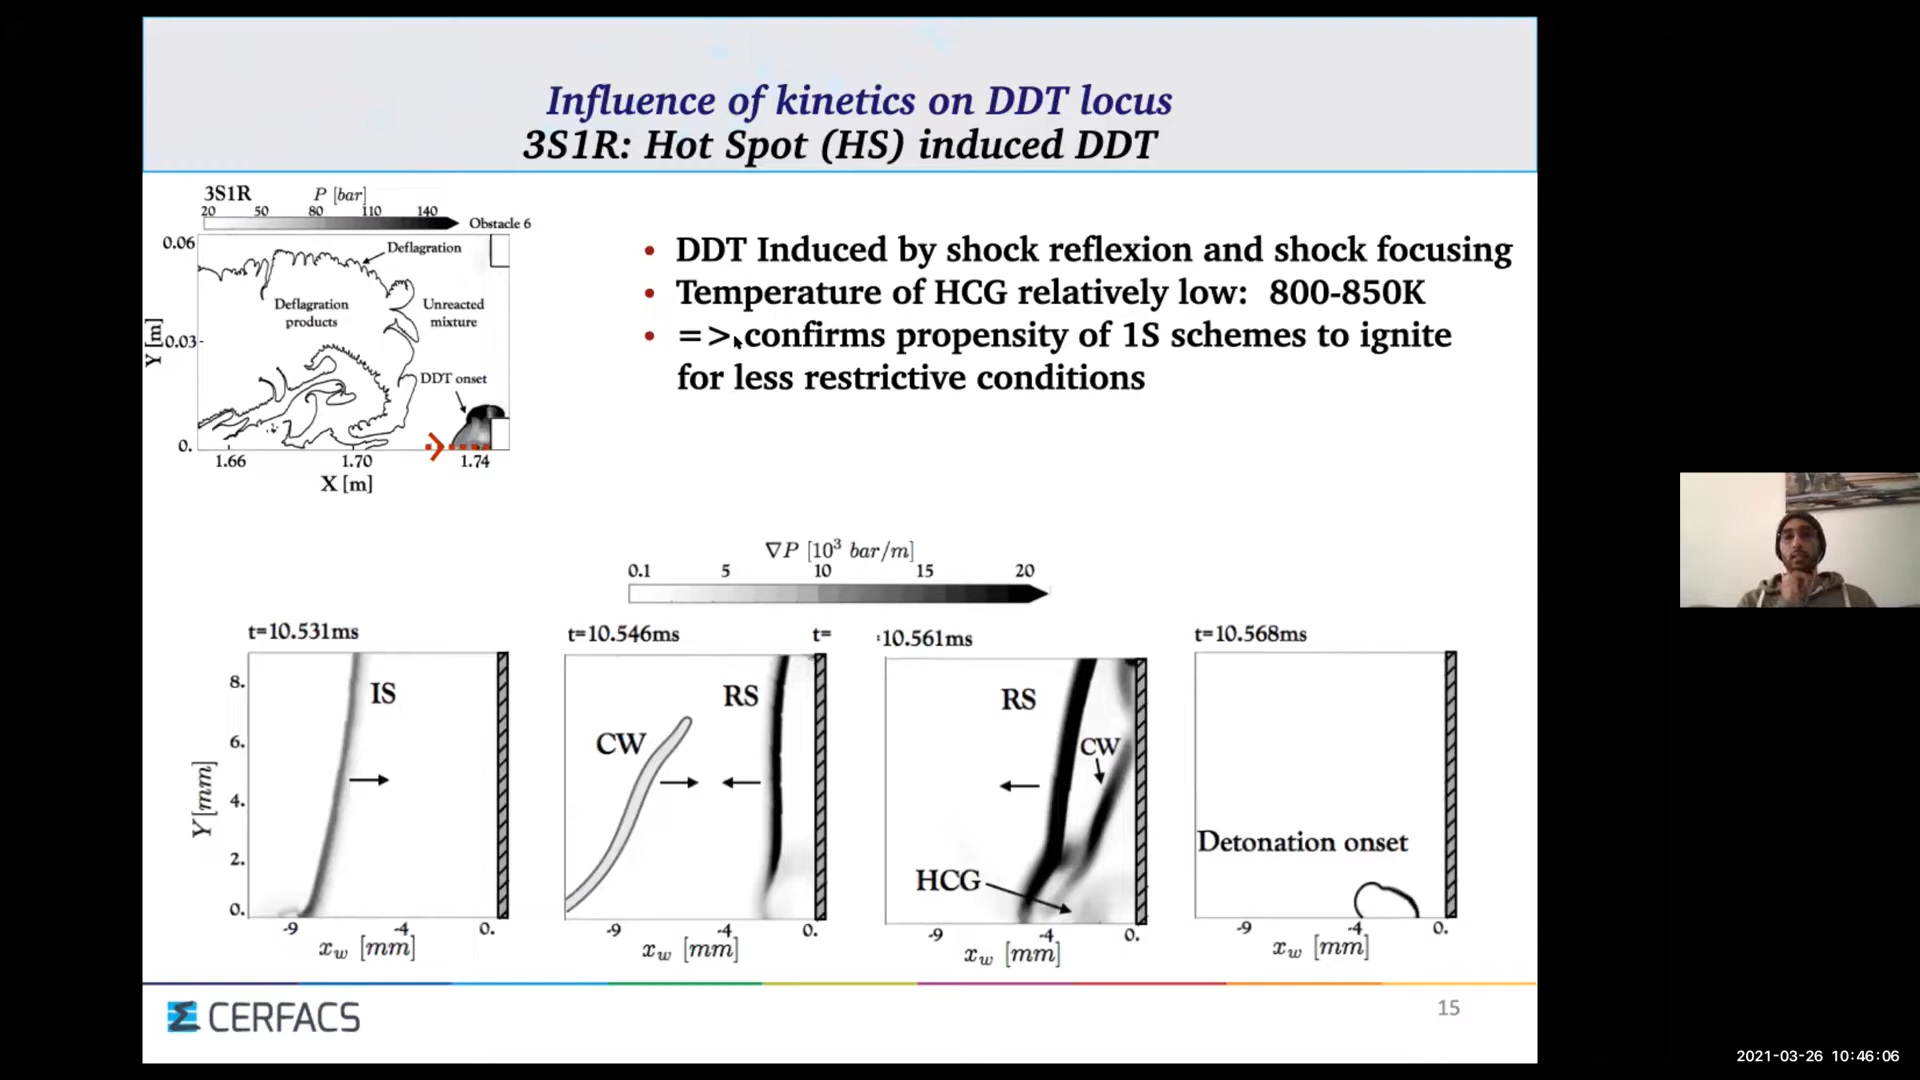 Influence of kinetics on DDT locus
3S1R: Hot Spot (HS) induced DDT
3S1R
P [bar]
20 50 80 110 140
Obstacle 6
0.06
Deflagration
Deflagration
products
Unreacted
mixture
Y [m]
0.03
DDT onset
0.
1.66 1.70 1.74
X [m]
• DDT Induced by shock reflexion and shock focusing
• Temperature of HCG relatively low: 800-850K
• => confirms propensity of 1S schemes to ignite
for less restrictive conditions
∇P [10³ bar/m]
0.1 5 10 15 20
t=10.531ms
8.
6.
4.
2.
0.
Y[mm]
IS
-9 -4 0.
xw [mm]
t=10.546ms
t=
RS
CW
-9 -4 0.
xw [mm]
:10.561ms
RS
CW
HCG
-9 -4 0.
xw [mm]
t=10.568ms
Detonation onset
-9 -4 0.
xw [mm]
CERFACS
15
2021-03-26 10:46:06